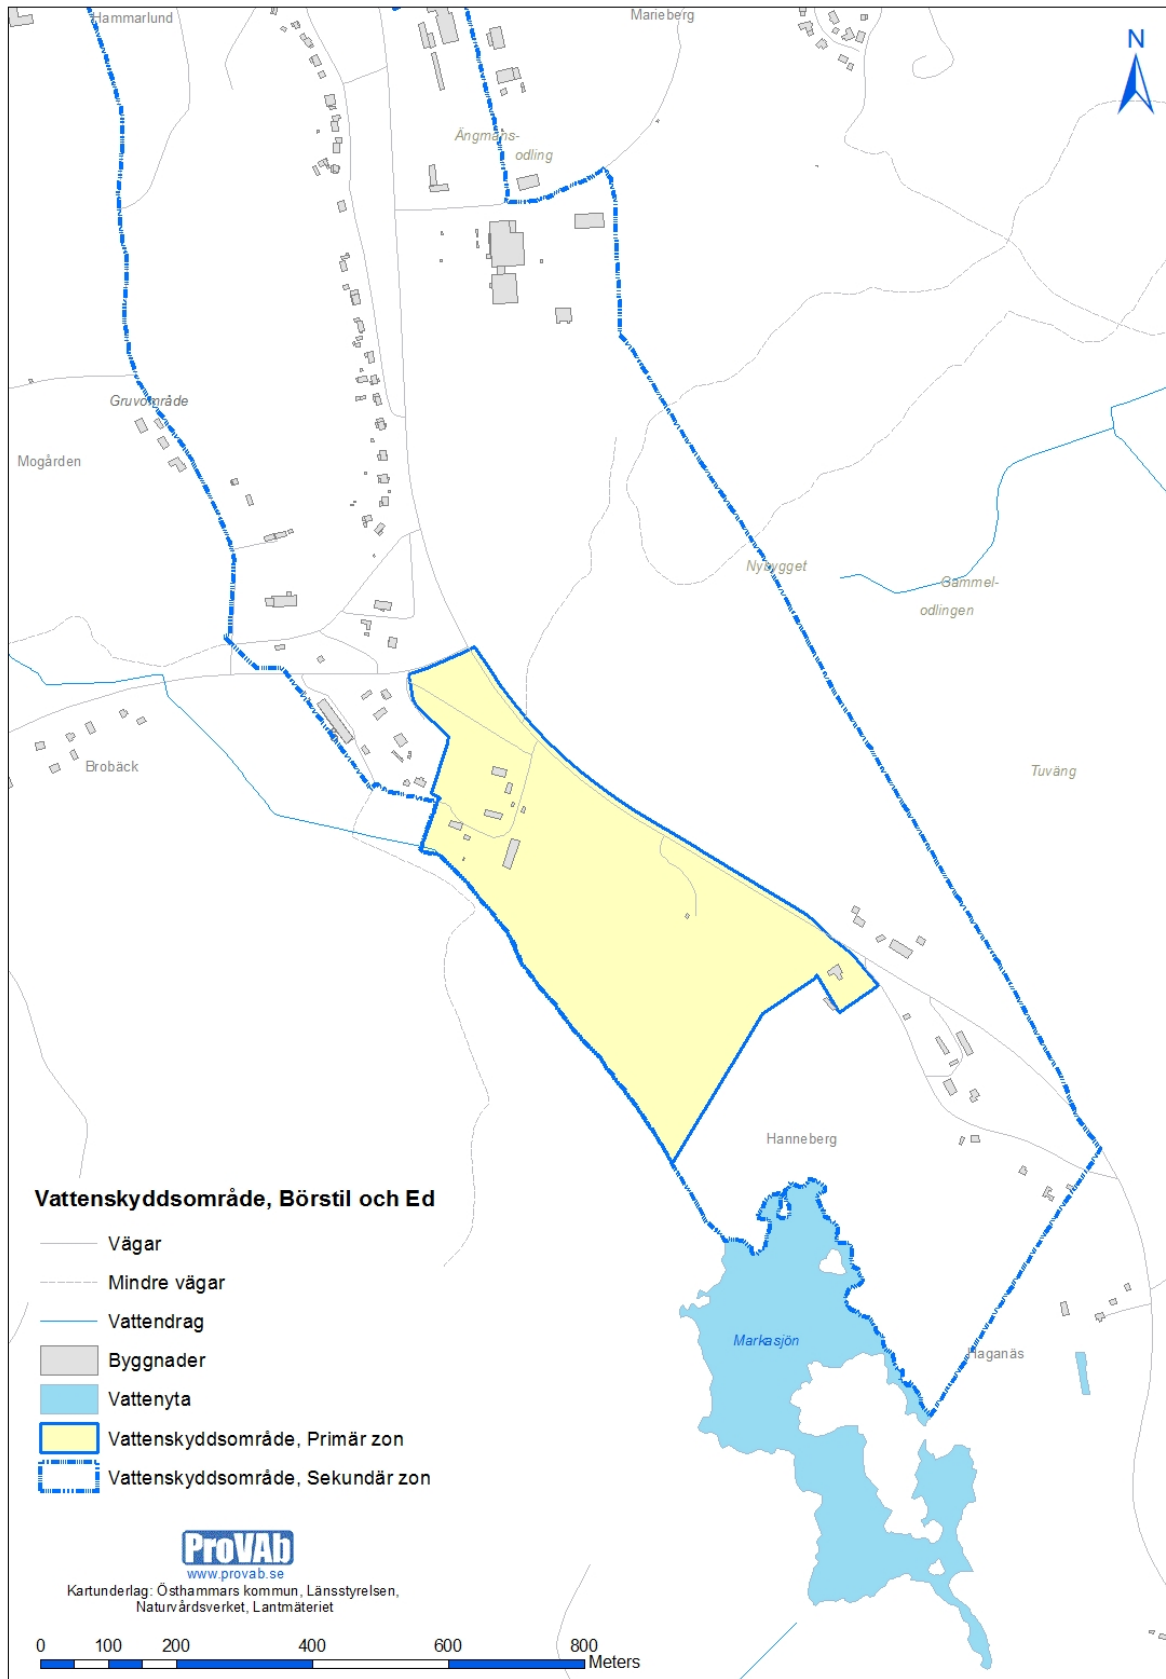 Hammarlund
Marieberg
N
Ängmans-
odling
Gruvområde
Mogården
Nybygget
Gammel-
odlingen
Brobäck
Tuväng
Hanneberg
Markasjön
Haganäs
Vattenskyddsområde, Börstil och Ed
Vägar
Mindre vägar
Vattendrag
Byggnader
Vattenyta
Vattenskyddsområde, Primär zon
Vattenskyddsområde, Sekundär zon
ProVAb
www.provab.se
Kartunderlag: Östhammars kommun, Länsstyrelsen,
Naturvårdsverket, Lantmäteriet
0 100 200 400 600 800
Meters